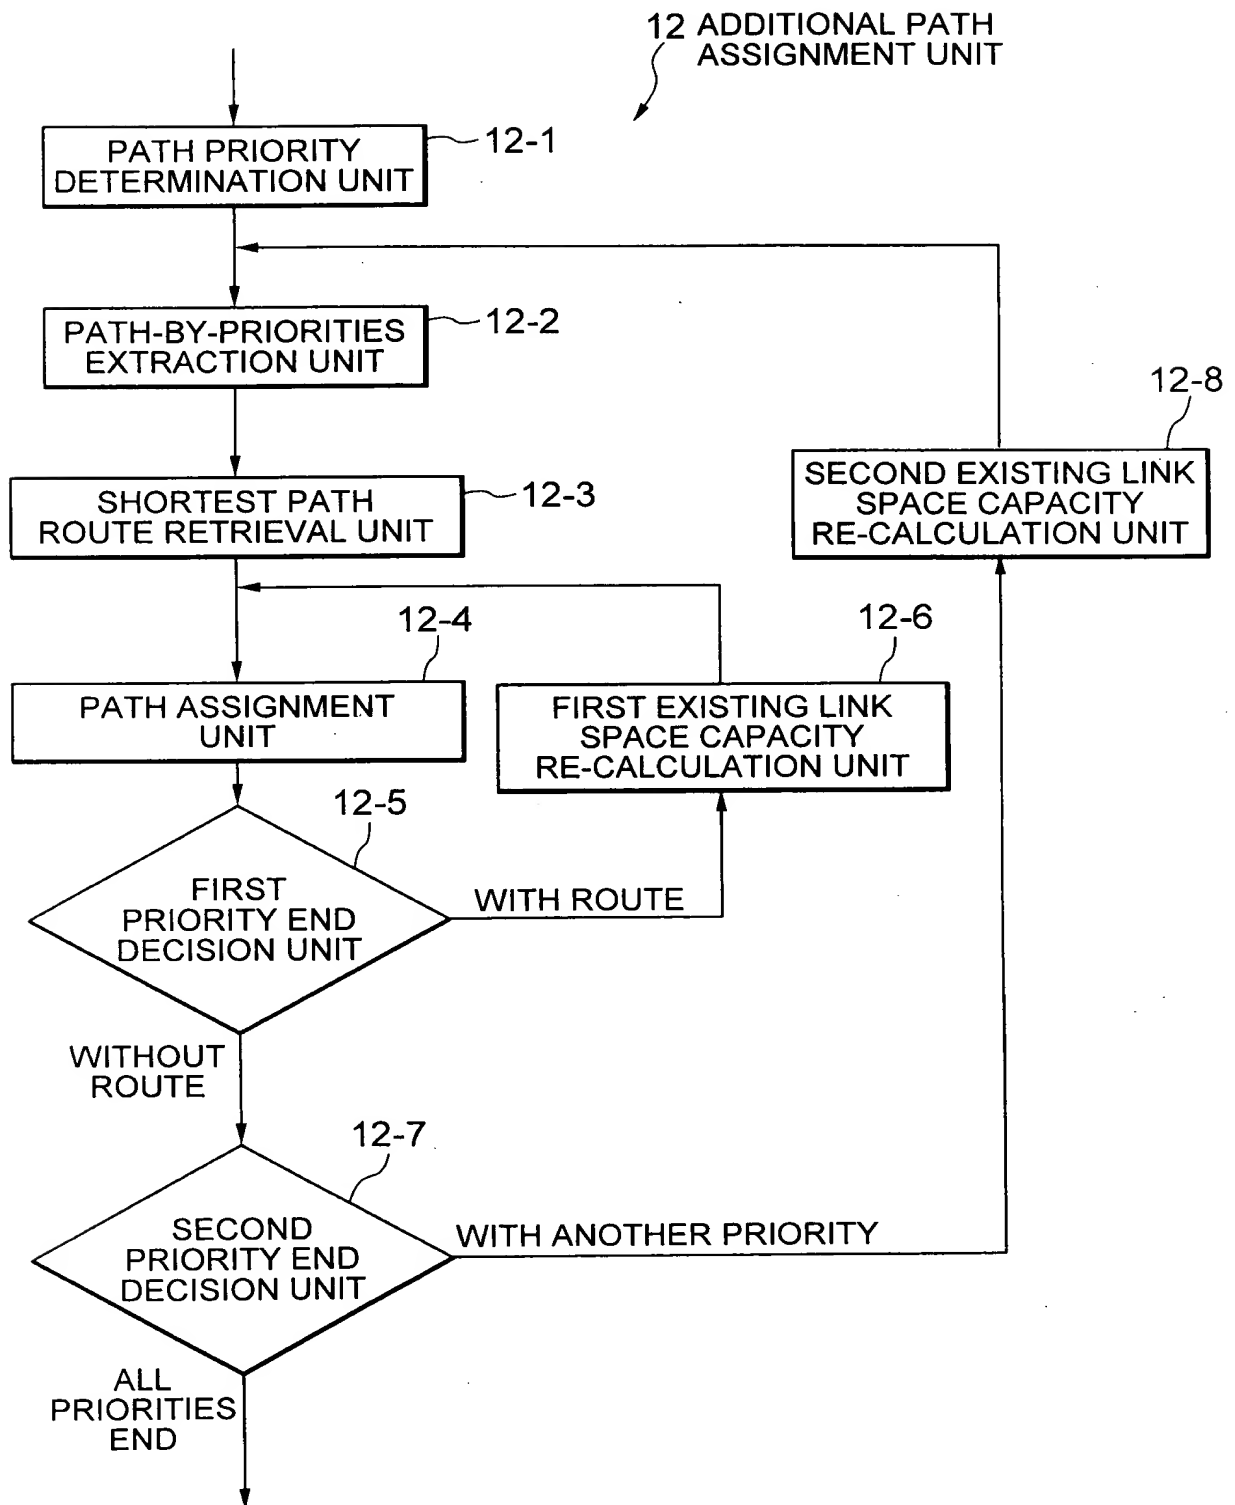 12 ADDITIONAL PATH
ASSIGNMENT UNIT
PATH PRIORITY
DETERMINATION UNIT
12-1
PATH-BY-PRIORITIES
EXTRACTION UNIT
12-2
SHORTEST PATH
ROUTE RETRIEVAL UNIT
12-3
12-8
SECOND EXISTING LINK
SPACE CAPACITY
RE-CALCULATION UNIT
12-4
PATH ASSIGNMENT
UNIT
12-6
FIRST EXISTING LINK
SPACE CAPACITY
RE-CALCULATION UNIT
12-5
FIRST
PRIORITY END
DECISION UNIT
WITH ROUTE
WITHOUT
ROUTE
12-7
SECOND
PRIORITY END
DECISION UNIT
WITH ANOTHER PRIORITY
ALL
PRIORITIES
END